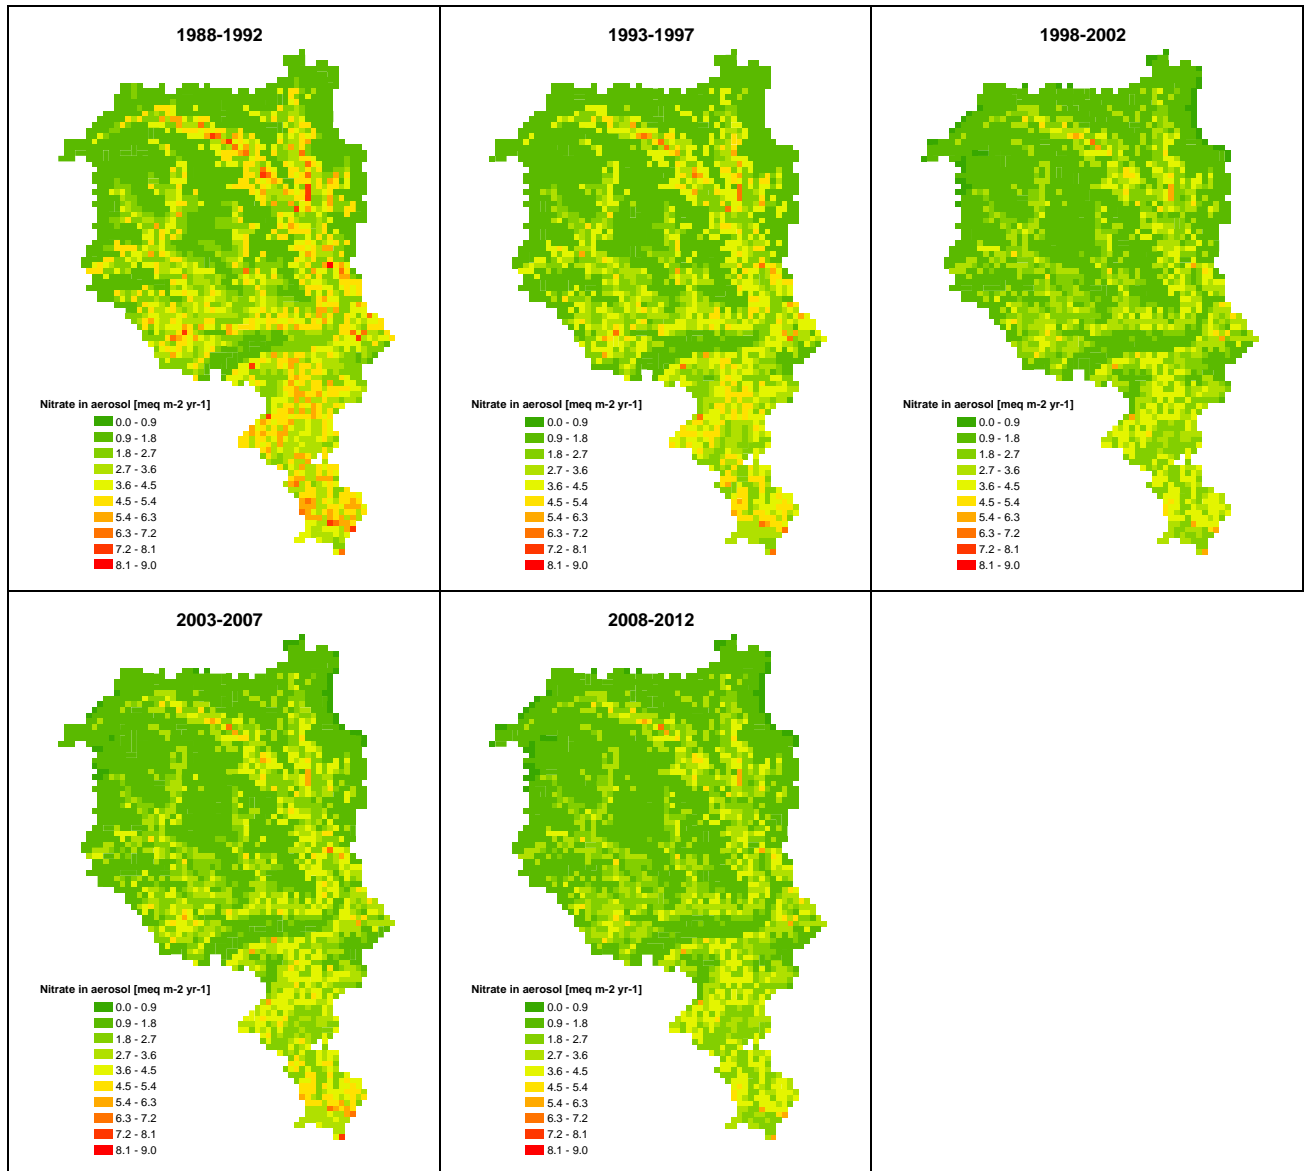 1988-1992
Nitrate in aerosol [meq m-2 yr-1]
0.0 - 0.9
0.9 - 1.8
1.8 - 2.7
2.7 - 3.6
3.6 - 4.5
4.5 - 5.4
5.4 - 6.3
6.3 - 7.2
7.2 - 8.1
8.1 - 9.0
1993-1997
Nitrate in aerosol [meq m-2 yr-1]
0.0 - 0.9
0.9 - 1.8
1.8 - 2.7
2.7 - 3.6
3.6 - 4.5
4.5 - 5.4
5.4 - 6.3
6.3 - 7.2
7.2 - 8.1
8.1 - 9.0
1998-2002
Nitrate in aerosol [meq m-2 yr-1]
0.0 - 0.9
0.9 - 1.8
1.8 - 2.7
2.7 - 3.6
3.6 - 4.5
4.5 - 5.4
5.4 - 6.3
6.3 - 7.2
7.2 - 8.1
8.1 - 9.0
2003-2007
Nitrate in aerosol [meq m-2 yr-1]
0.0 - 0.9
0.9 - 1.8
1.8 - 2.7
2.7 - 3.6
3.6 - 4.5
4.5 - 5.4
5.4 - 6.3
6.3 - 7.2
7.2 - 8.1
8.1 - 9.0
2008-2012
Nitrate in aerosol [meq m-2 yr-1]
0.0 - 0.9
0.9 - 1.8
1.8 - 2.7
2.7 - 3.6
3.6 - 4.5
4.5 - 5.4
5.4 - 6.3
6.3 - 7.2
7.2 - 8.1
8.1 - 9.0